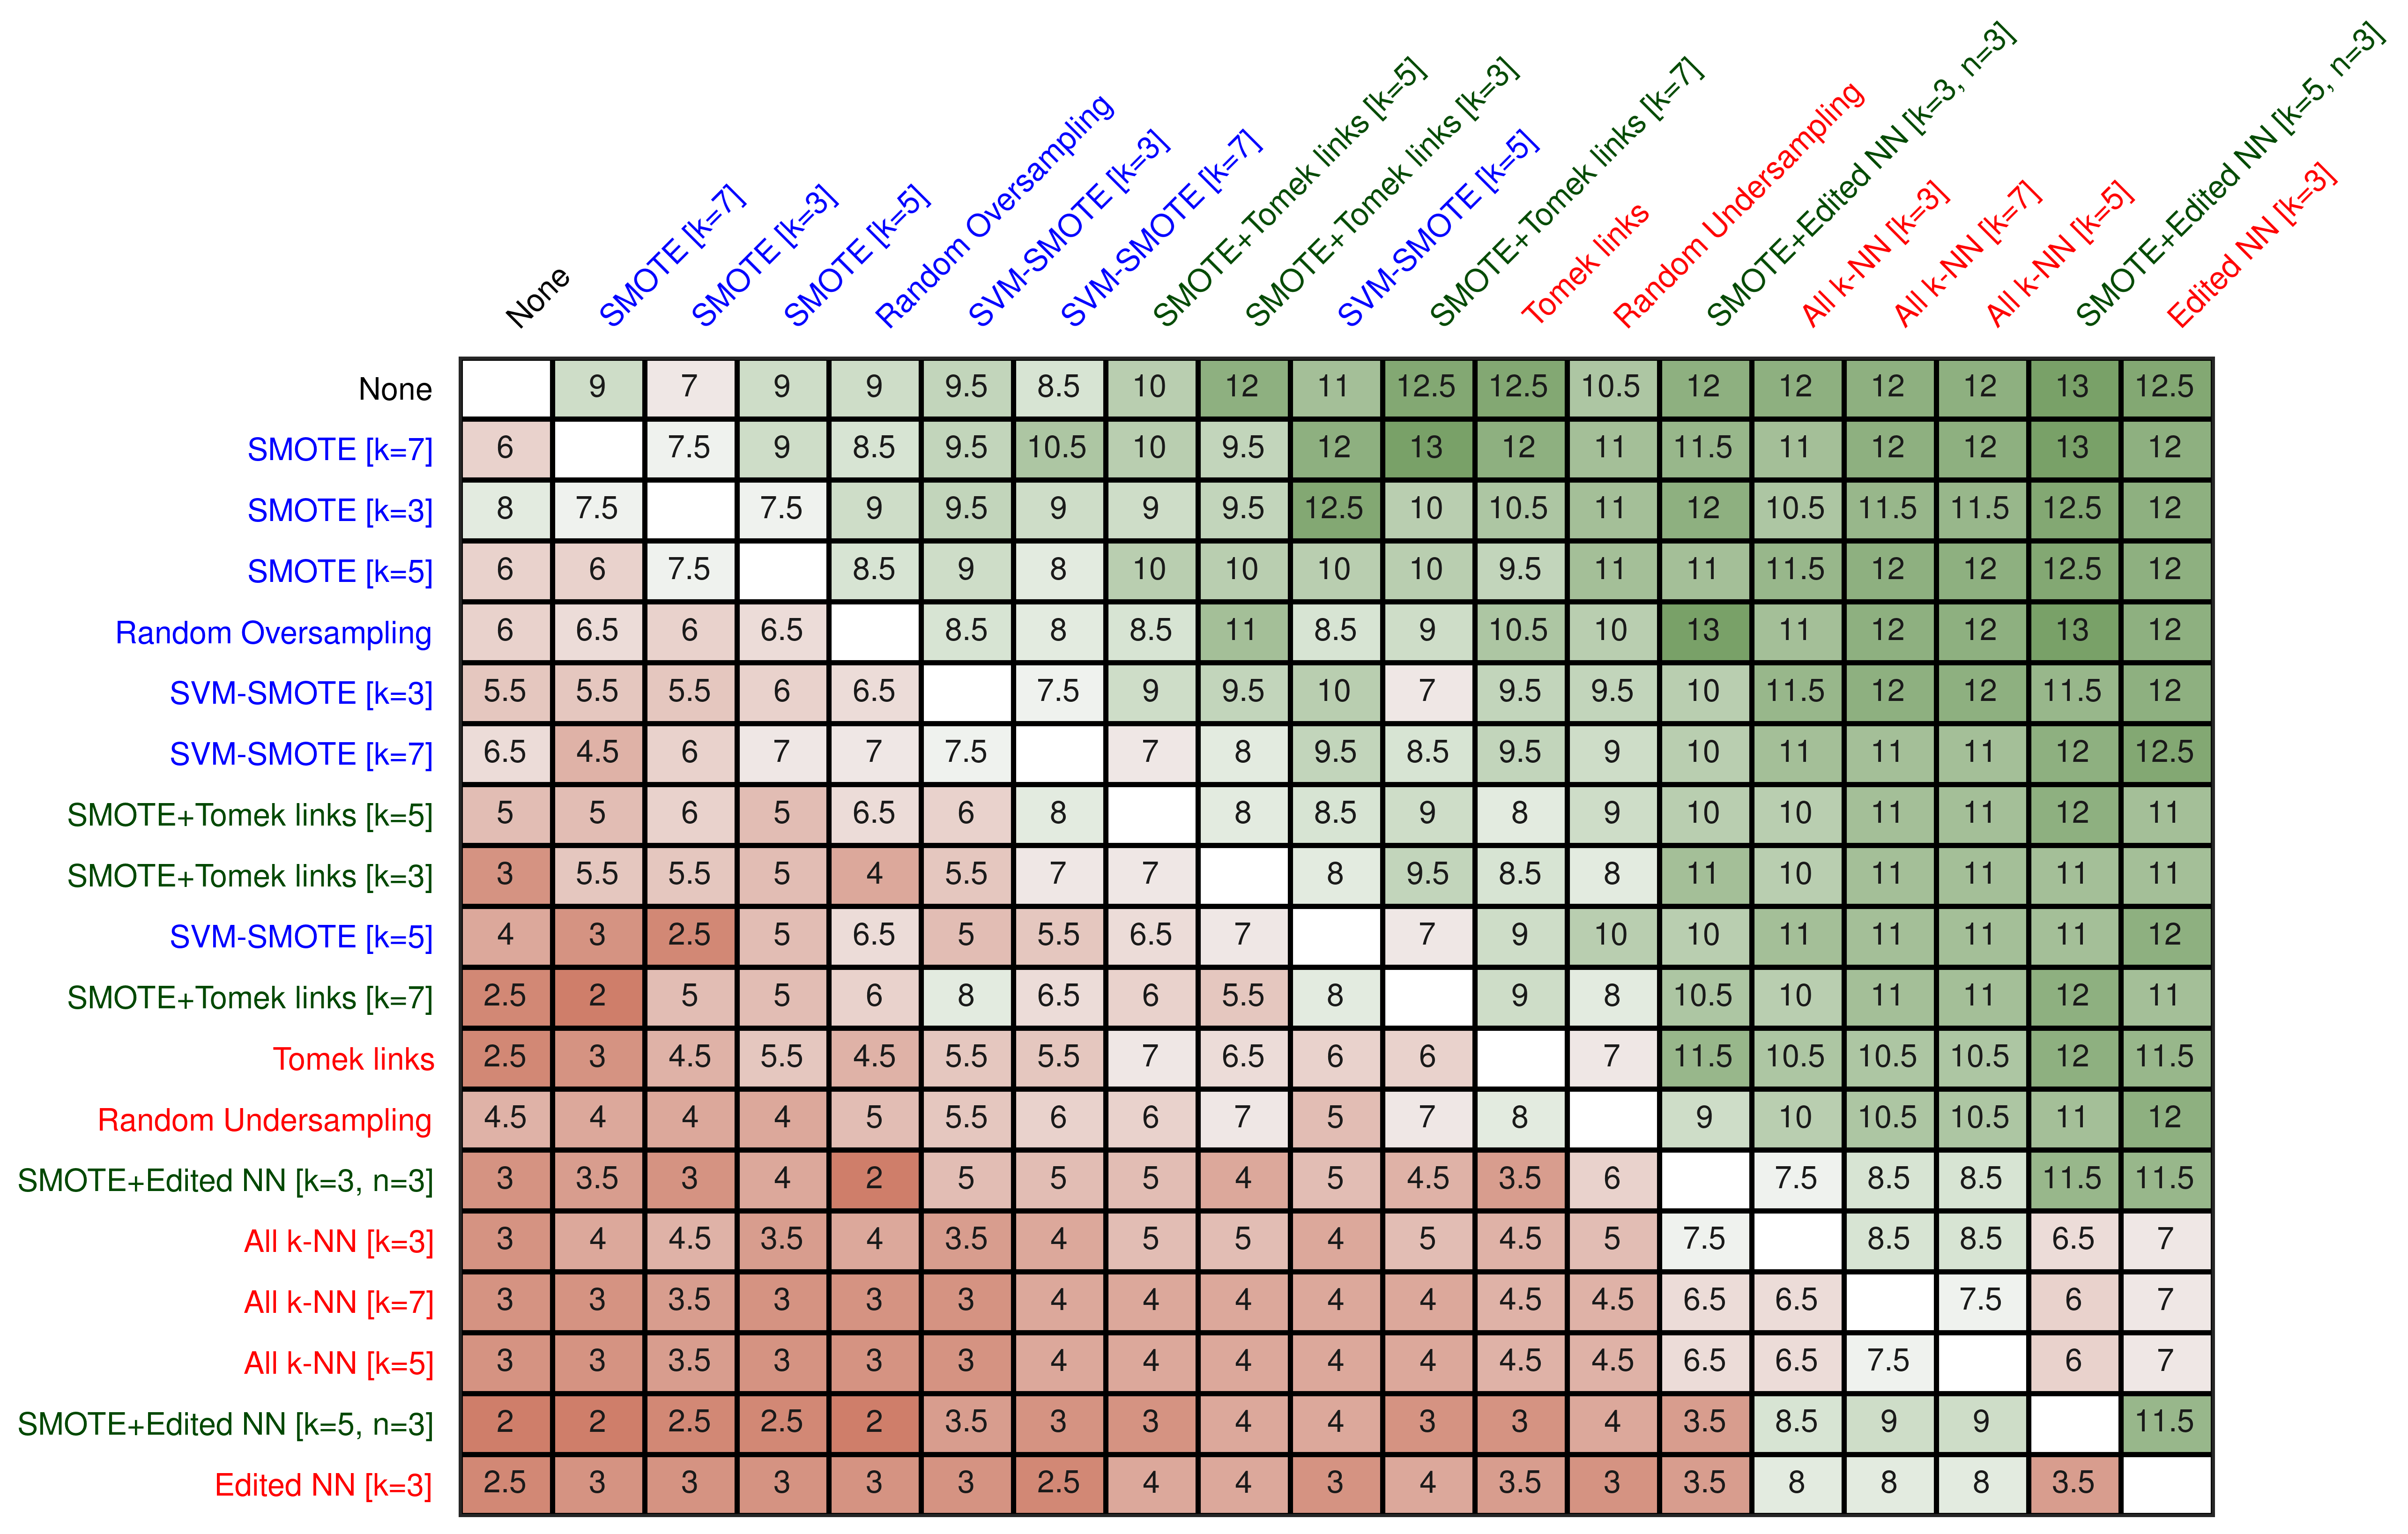 None
SMOTE [k=7]
SMOTE [k=3]
SMOTE [k=5]
Random Oversampling
SVM-SMOTE [k=3]
SVM-SMOTE [k=7]
SMOTE+Tomek links [k=5]
SMOTE+Tomek links [k=3]
SVM-SMOTE [k=5]
SMOTE+Tomek links [k=7]
Tomek links
Random Undersampling
SMOTE+Edited NN [k=3, n=3]
All k-NN [k=3]
All k-NN [k=7]
All k-NN [k=5]
SMOTE+Edited NN [k=5, n=3]
Edited NN [k=3]
None 9 7 9 9 9.5 8.5 10 12 11 12.5 12.5 10.5 12 12 12 12 13 12.5
SMOTE [k=7] 6 7.5 9 8.5 9.5 10.5 10 9.5 12 13 12 11 11.5 11 12 12 13 12
SMOTE [k=3] 8 7.5 7.5 9 9.5 9 9 9.5 12.5 10 10.5 11 12 10.5 11.5 11.5 12.5 12
SMOTE [k=5] 6 6 7.5 8.5 9 8 10 10 10 10 9.5 11 11 11.5 12 12 12.5 12
Random Oversampling 6 6.5 6 6.5 8.5 8 8.5 11 8.5 9 10.5 10 13 11 12 12 13 12
SVM-SMOTE [k=3] 5.5 5.5 5.5 6 6.5 7.5 9 9.5 10 7 9.5 9.5 10 11.5 12 12 11.5 12
SVM-SMOTE [k=7] 6.5 4.5 6 7 7 7.5 7 8 9.5 8.5 9.5 9 10 11 11 11 12 12.5
SMOTE+Tomek links [k=5] 5 5 6 5 6.5 6 8 8 8.5 9 8 9 10 10 11 11 12 11
SMOTE+Tomek links [k=3] 3 5.5 5.5 5 4 5.5 7 7 8 9.5 8.5 8 11 10 11 11 11 11
SVM-SMOTE [k=5] 4 3 2.5 5 6.5 5 5.5 6.5 7 7 9 10 10 11 11 11 11 12
SMOTE+Tomek links [k=7] 2.5 2 5 5 6 8 6.5 6 5.5 8 9 8 10.5 10 11 11 12 11
Tomek links 2.5 3 4.5 5.5 4.5 5.5 5.5 7 6.5 6 6 7 11.5 10.5 10.5 10.5 12 11.5
Random Undersampling 4.5 4 4 4 5 5.5 6 6 7 5 7 8 9 10 10.5 10.5 11 12
SMOTE+Edited NN [k=3, n=3] 3 3.5 3 4 2 5 5 5 4 5 4.5 3.5 6 7.5 8.5 8.5 11.5 11.5
All k-NN [k=3] 3 4 4.5 3.5 4 3.5 4 5 5 4 5 4.5 5 7.5 8.5 8.5 6.5 7
All k-NN [k=7] 3 3 3.5 3 3 3 4 4 4 4 4 4.5 4.5 6.5 6.5 7.5 6 7
All k-NN [k=5] 3 3 3.5 3 3 3 4 4 4 4 4 4.5 4.5 6.5 6.5 7.5 6 7
SMOTE+Edited NN [k=5, n=3] 2 2 2.5 2.5 2 3.5 3 3 4 4 3 3 4 3.5 8.5 9 9 11.5
Edited NN [k=3] 2.5 3 3 3 3 3 2.5 4 4 3 4 3.5 3 3.5 8 8 8 3.5